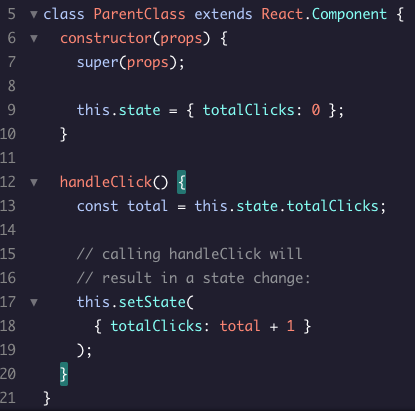 5 class ParentClass extends React.Component {
6   constructor(props) {
7     super(props);
8
9     this.state = { totalClicks: 0 };
10   }
11
12   handleClick() {
13     const total = this.state.totalClicks;
14
15     // calling handleClick will
16     // result in a state change:
17     this.setState(
18       { totalClicks: total + 1 }
19     );
20   }
21 }